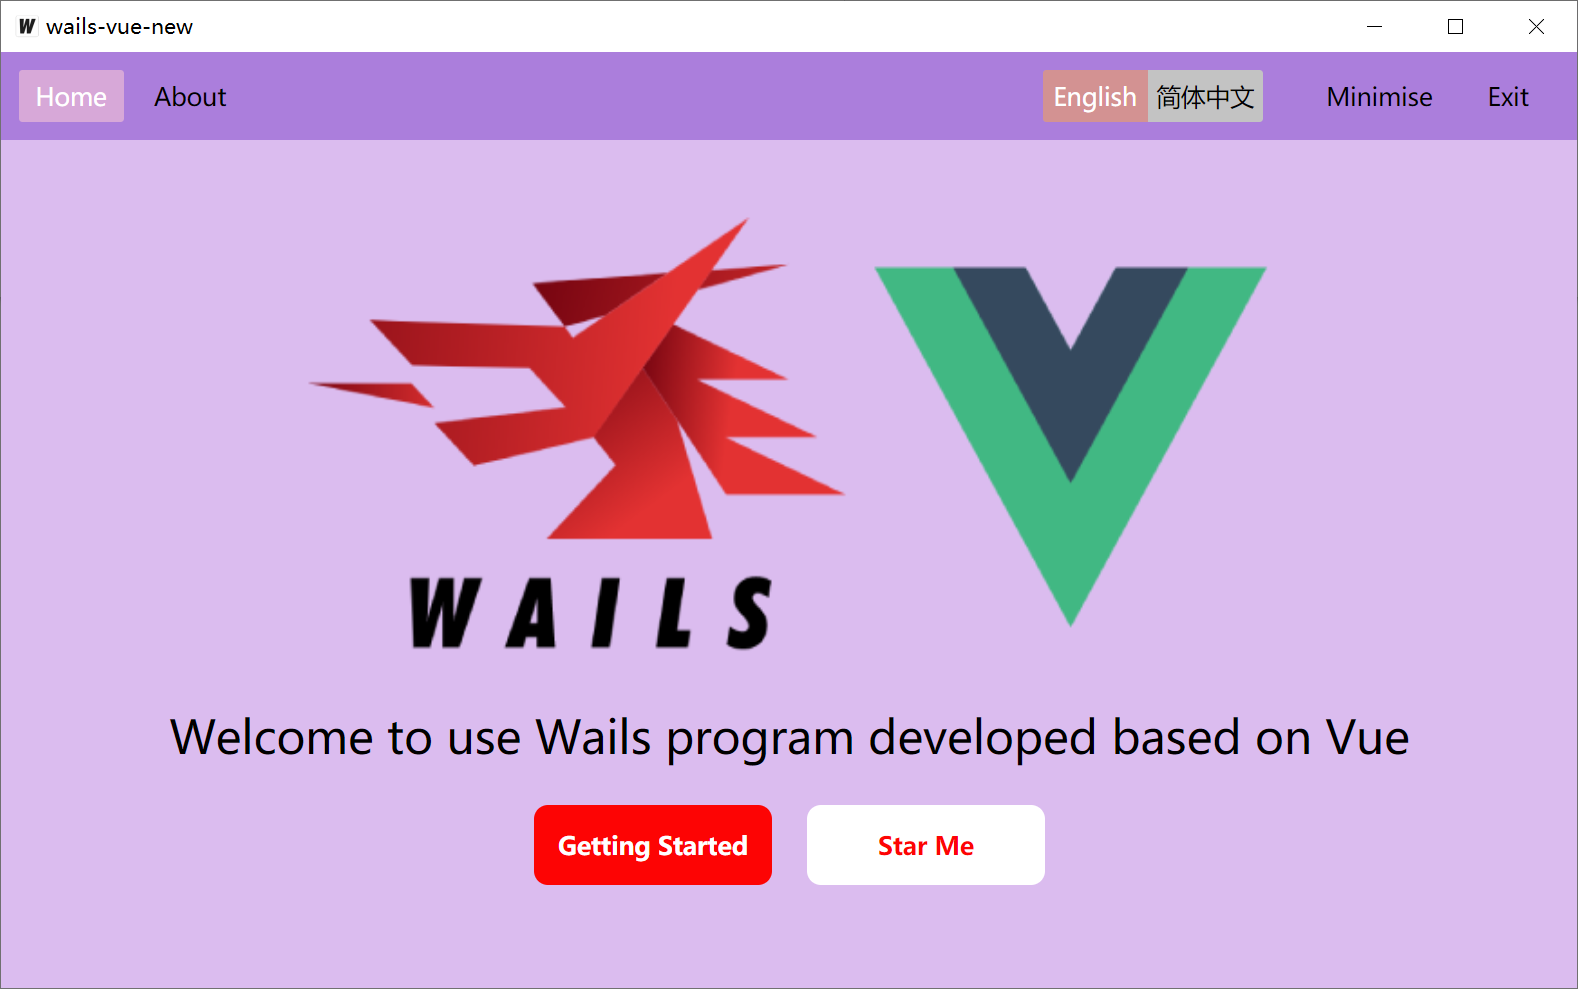 wails-vue-new
Home About English 简体中文 Minimise Exit
WAILS
Welcome to use Wails program developed based on Vue
Getting Started Star Me